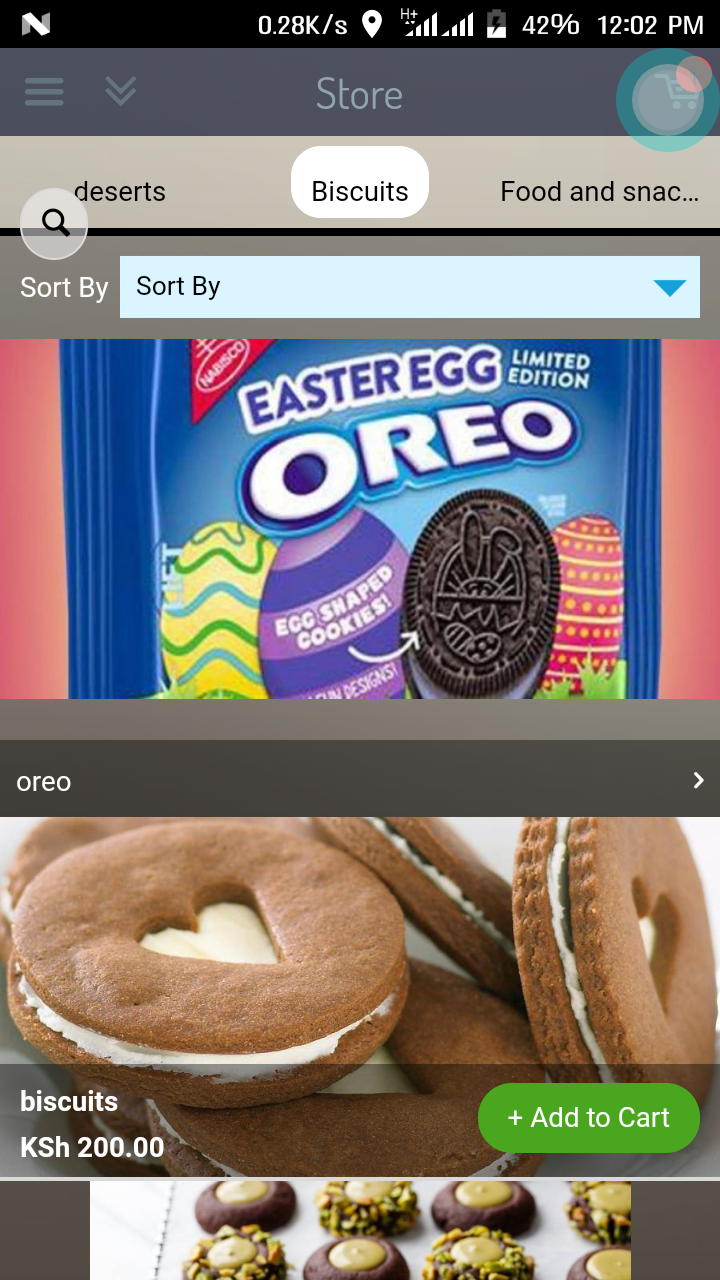 0.28K/s H+ 42% 12:02 PM
Store
deserts Biscuits Food and snac...
Sort By Sort By
NABISCO
EASTER EGG LIMITED EDITION
OREO
EGG SHAPED
COOKIES!
FUN DESIGNS!
oreo
biscuits
KSh 200.00
+ Add to Cart